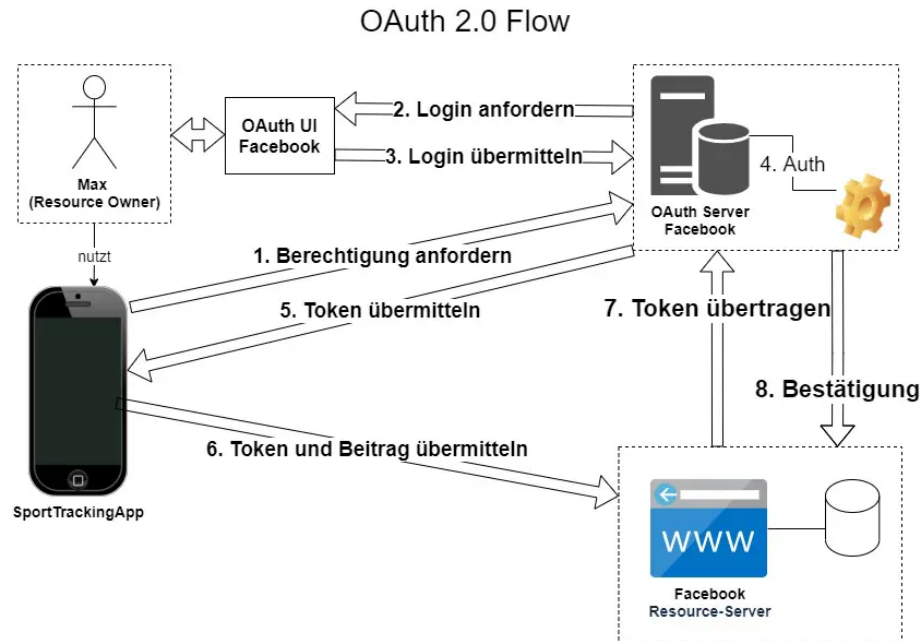 OAuth 2.0 Flow
Max
(Resource Owner)
OAuth UI
Facebook
2. Login anfordern
3. Login übermitteln
4. Auth
OAuth Server
Facebook
nutzt
1. Berechtigung anfordern
5. Token übermitteln
7. Token übertragen
8. Bestätigung
6. Token und Beitrag übermitteln
SportTrackingApp
WWW
Facebook
Resource-Server